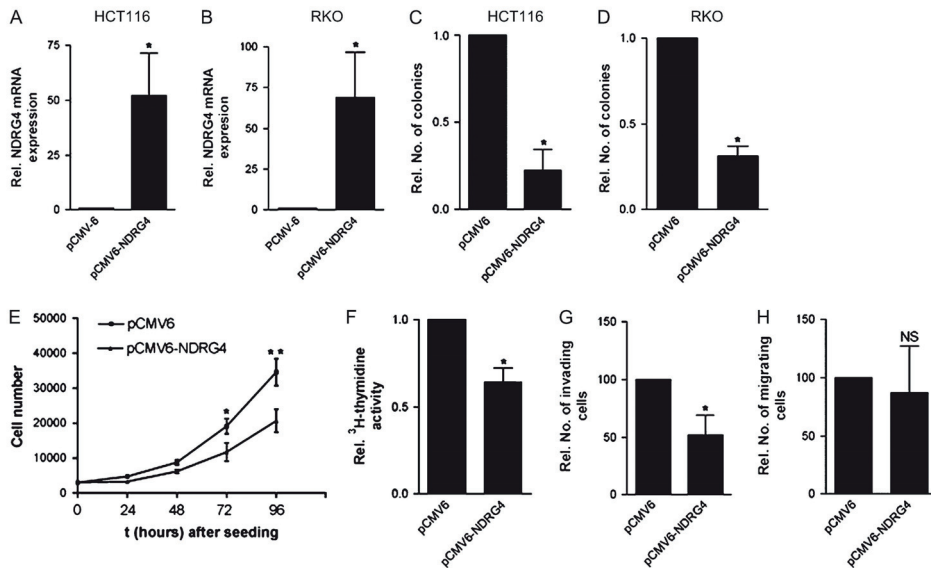 A
HCT116
Rel. NDRG4 mRNA
expression
75
50
25
0
*
pCMV-6
pCMV6-NDRG4
B
RKO
Rel. NDRG4 mRNA
expresion
100
75
50
25
0
*
PCMV-6
pCMV6-NDRG4
C
HCT116
Rel. No. of colonies
1.0
0.5
0.0
*
pCMV6
pCMV6-NDRG4
D
RKO
Rel. No. of colonies
1.0
0.5
0.0
*
pCMV6
pCMV6-NDRG4
E
Cell number
50000
40000
30000
20000
10000
0
pCMV6
pCMV6-NDRG4
*
**
0 24 48 72 96
t (hours) after seeding
F
Rel. ³H-thymidine
activity
1.0
0.5
0.0
*
pCMV6
pCMV6-NDRG4
G
Rel. No. of invading
cells
150
100
50
0
*
pCMV6
pCMV6-NDRG4
H
Rel. No. of migrating
cells
150
100
50
0
NS
pCMV6
pCMV6-NDRG4